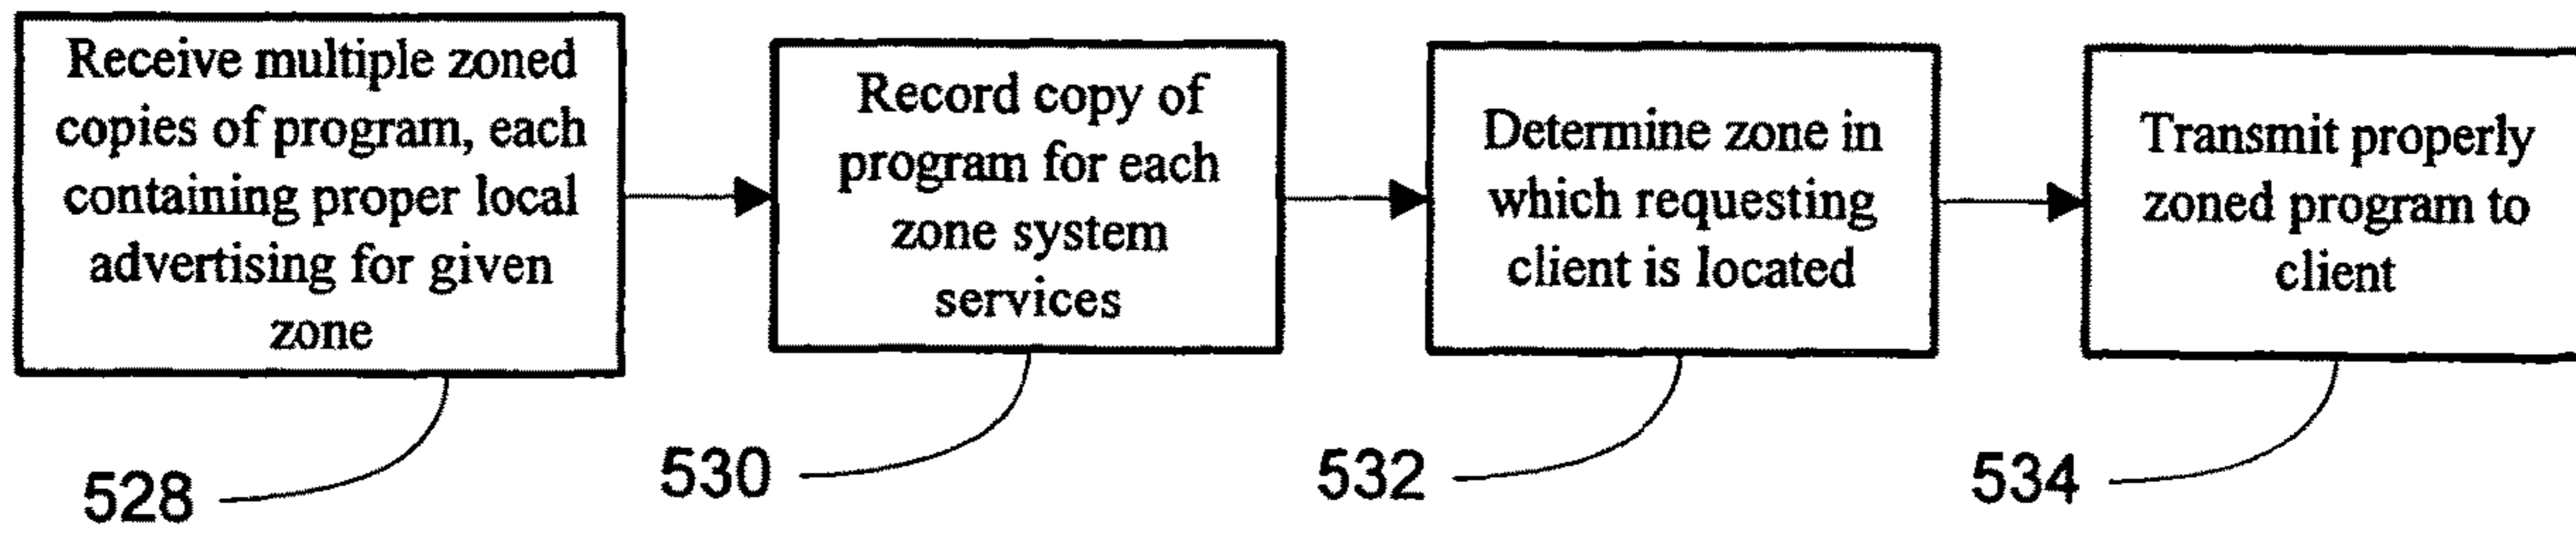 Receive multiple zoned
copies of program, each
containing proper local
advertising for given
zone
Record copy of
program for each
zone system
services
Determine zone in
which requesting
client is located
Transmit properly
zoned program to
client
528
530
532
534